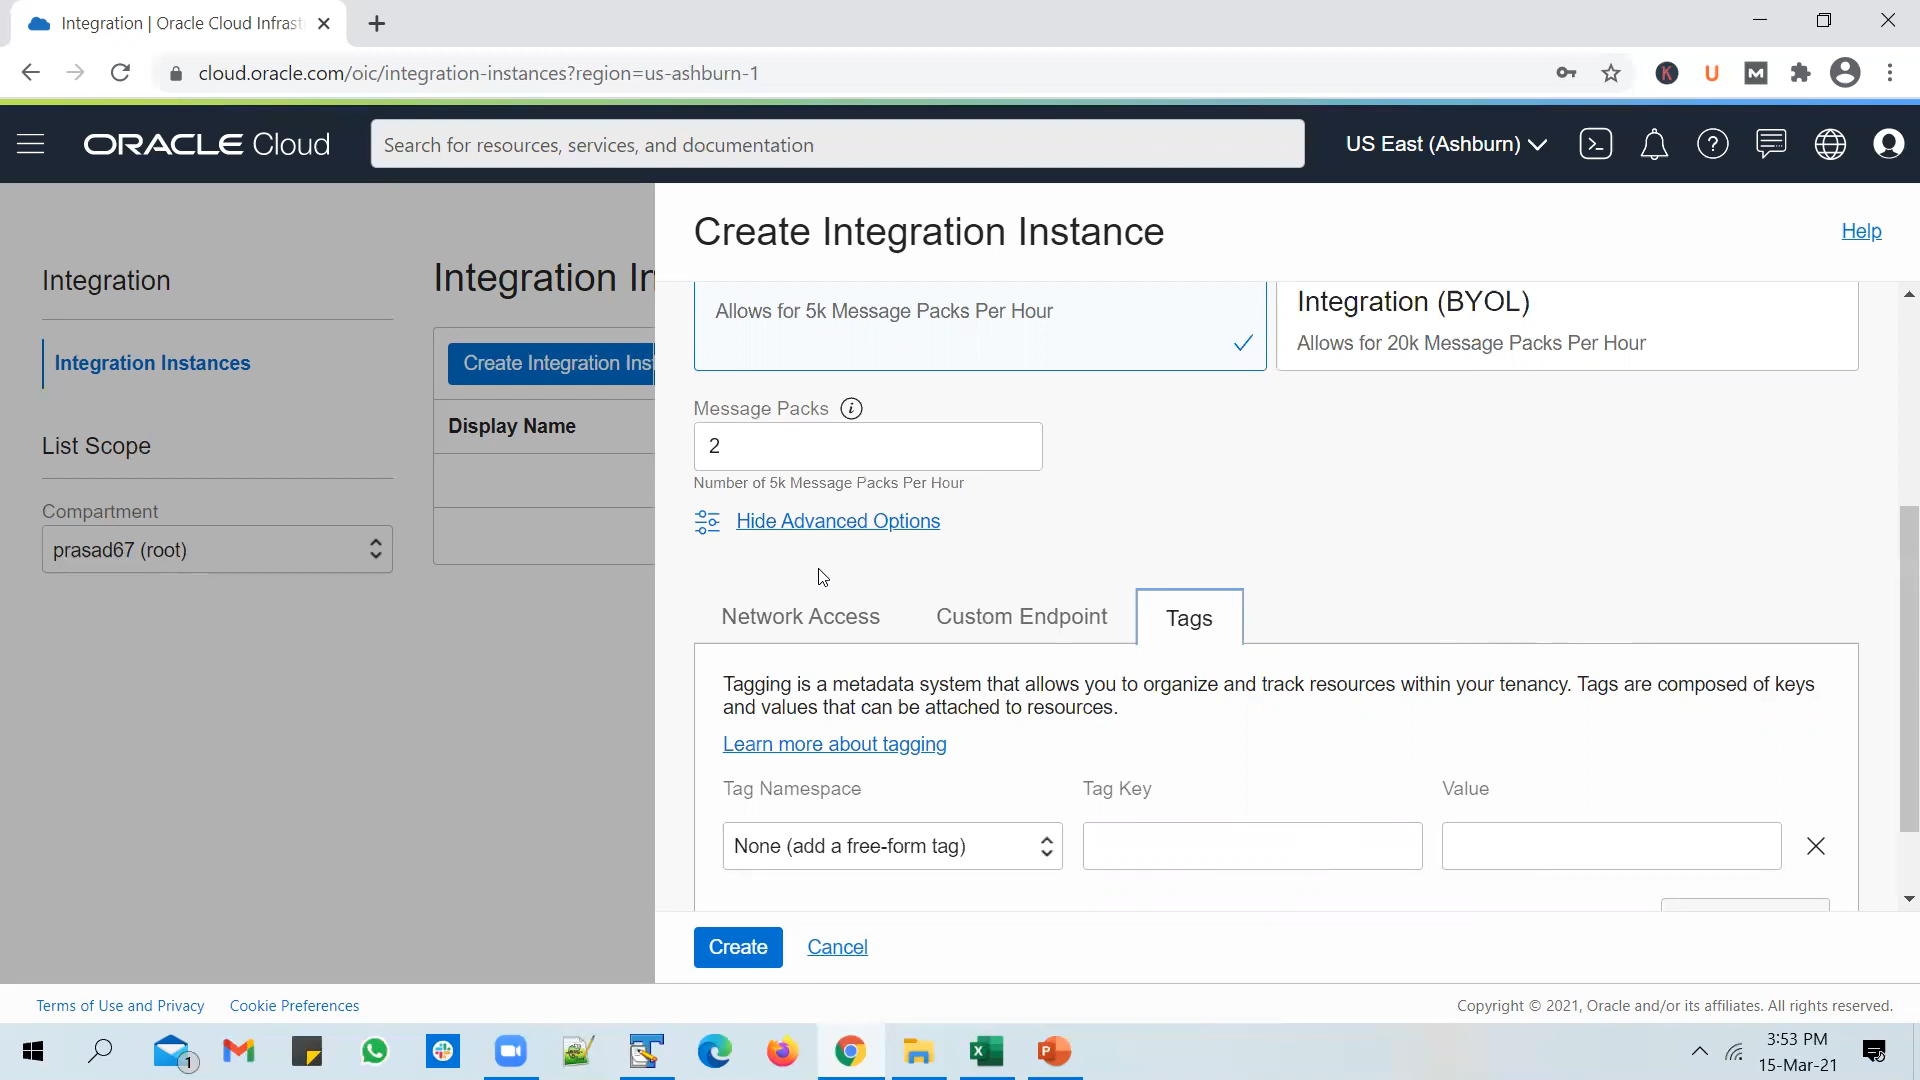 Integration | Oracle Cloud Infrast
cloud.oracle.com/oic/integration-instances?region=us-ashburn-1
ORACLE Cloud
Search for resources, services, and documentation
US East (Ashburn)
Integration
Integration Instances
List Scope
Compartment
prasad67 (root)
Integration In
Create Integration Inst
Display Name
Create Integration Instance
Help
Allows for 5k Message Packs Per Hour
Integration (BYOL)
Allows for 20k Message Packs Per Hour
Message Packs
2
Number of 5k Message Packs Per Hour
Hide Advanced Options
Network Access
Custom Endpoint
Tags
Tagging is a metadata system that allows you to organize and track resources within your tenancy. Tags are composed of keys
and values that can be attached to resources.
Learn more about tagging
Tag Namespace
Tag Key
Value
None (add a free-form tag)
Create
Cancel
Terms of Use and Privacy
Cookie Preferences
Copyright © 2021, Oracle and/or its affiliates. All rights reserved.
1
3:53 PM
15-Mar-21